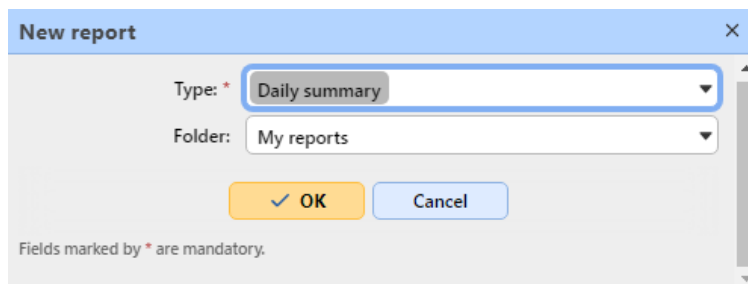 New report
Type: * Daily summary
Folder: My reports
OK Cancel
Fields marked by * are mandatory.